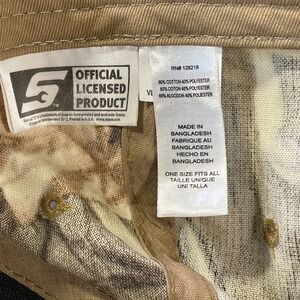 OFFICIAL
LICENSED
PRODUCT
RN# 128218
60% COTTON 40% POLYESTER
60% COTON 40% POLYESTER
60% ALGODON 40% POLYESTER
MADE IN
BANGLADESH
FABRIQUE AU
BANGLADESH
HECHO EN
BANGLADESH
ONE SIZE FITS ALL
TAILLE UNIQUE
UNI TALLA